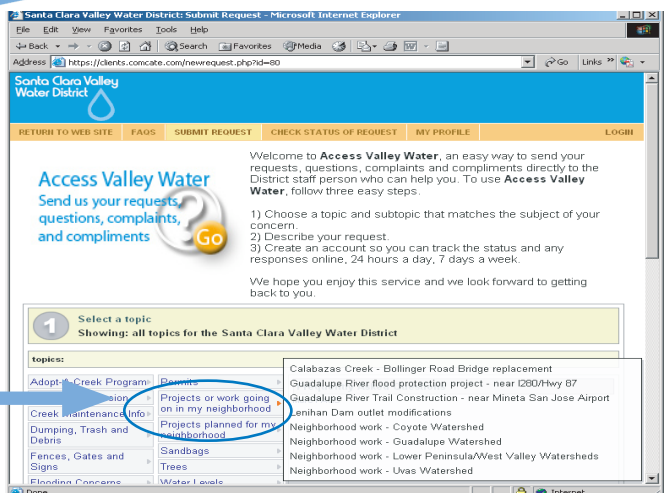 Santa Clara Valley Water District: Submit Request - Microsoft Internet Explorer
File Edit View Favorites Tools Help
Back Search Favorites Media
Address https://clients.comcate.com/newrequest.php?id=80 Go Links »
Santa Clara Valley
Water District
RETURN TO WEB SITE FAQS SUBMIT REQUEST CHECK STATUS OF REQUEST MY PROFILE LOGIN
Access Valley Water
Send us your requests,
questions, complaints,
and compliments
Go
Welcome to Access Valley Water, an easy way to send your
requests, questions, complaints and compliments directly to the
District staff person who can help you. To use Access Valley
Water, follow three easy steps.
1) Choose a topic and subtopic that matches the subject of your
concern.
2) Describe your request.
3) Create an account so you can track the status and any
responses online, 24 hours a day, 7 days a week.
We hope you enjoy this service and we look forward to getting
back to you.
1 Select a topic
Showing: all topics for the Santa Clara Valley Water District
topics:
Adopt-A-Creek Program
Creek Maintenance Info
Dumping, Trash and
Debris
Fences, Gates and
Signs
Flooding Concerns
Permits
Projects or work going
on in my neighborhood
Projects planned for my
neighborhood
Sandbags
Trees
Water Levels
Calabazas Creek - Bollinger Road Bridge replacement
Guadalupe River flood protection project - near I280/Hwy 87
Guadalupe River Trail Construction - near Mineta San Jose Airport
Lenihan Dam outlet modifications
Neighborhood work - Coyote Watershed
Neighborhood work - Guadalupe Watershed
Neighborhood work - Lower Peninsula/West Valley Watersheds
Neighborhood work - Uvas Watershed
Done Internet